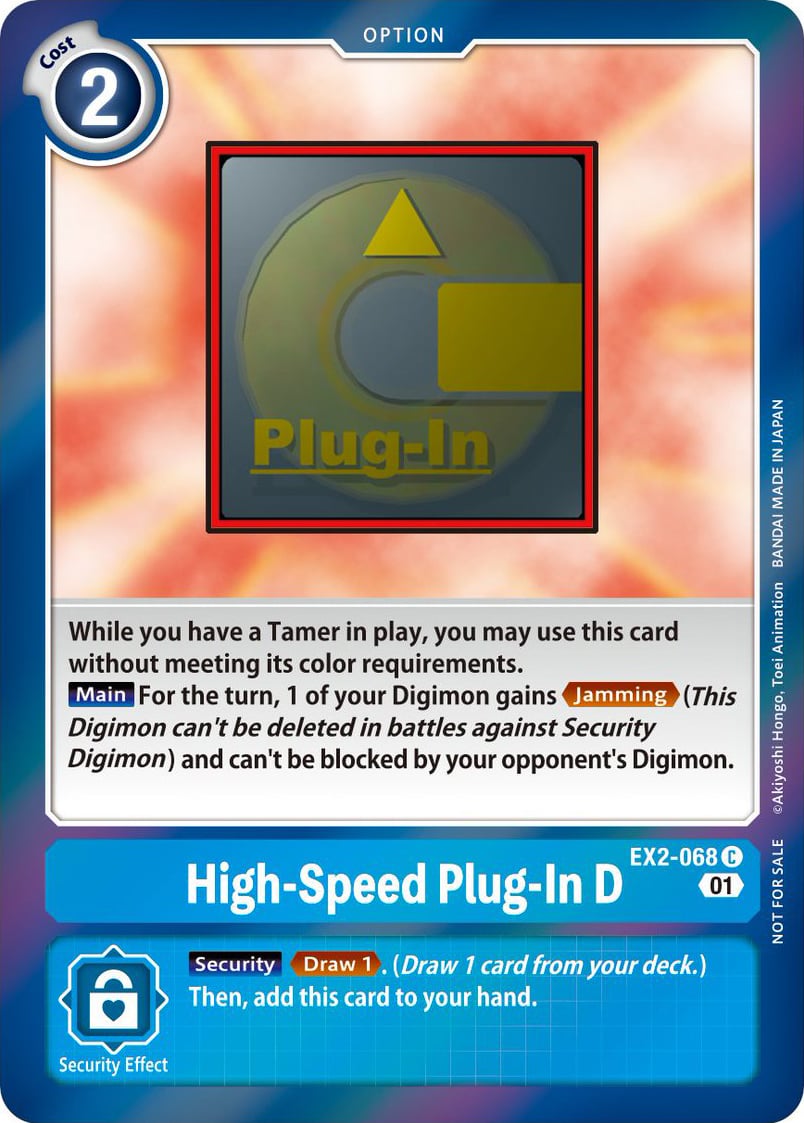 OPTION
Cost
2
Plug-In
While you have a Tamer in play, you may use this card
without meeting its color requirements.
Main For the turn, 1 of your Digimon gains Jamming (This
Digimon can't be deleted in battles against Security
Digimon) and can't be blocked by your opponent's Digimon.
©Akiyoshi Hongo, Toei Animation BANDAI MADE IN JAPAN
NOT FOR SALE
EX2-068 C
High-Speed Plug-In D
01
Security Draw 1. (Draw 1 card from your deck.)
Then, add this card to your hand.
Security Effect